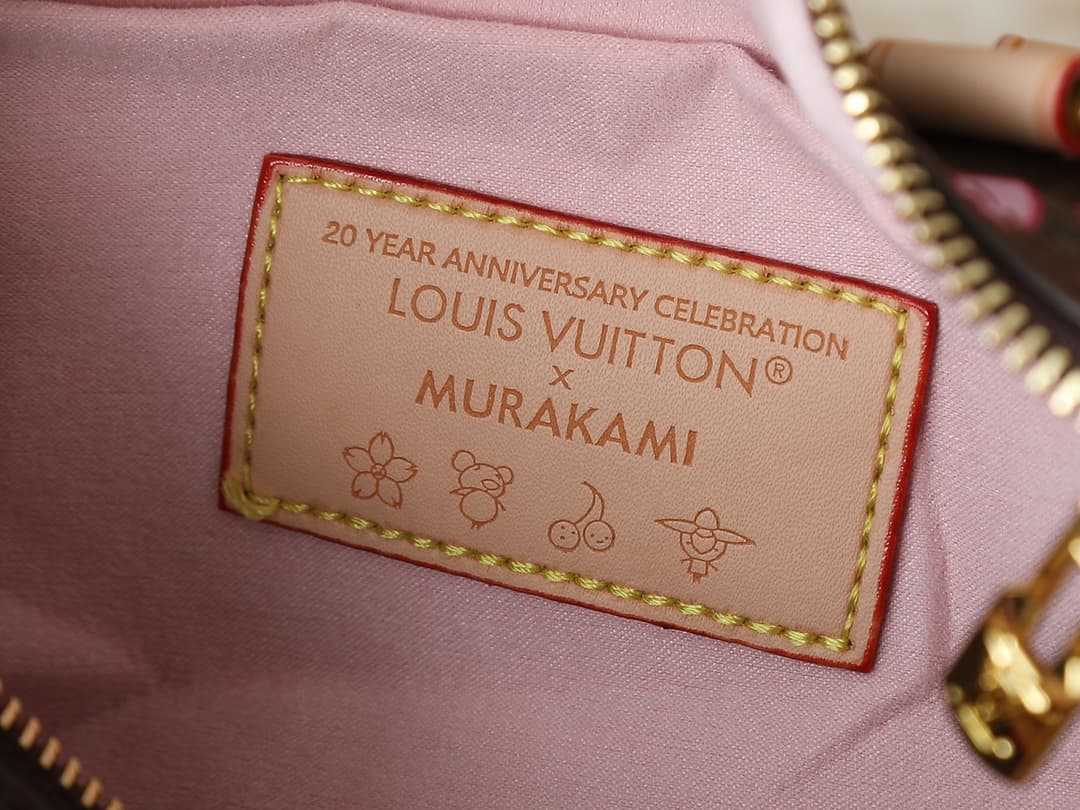 20 YEAR ANNIVERSARY CELEBRATION
LOUIS VUITTON®
x
MURAKAMI